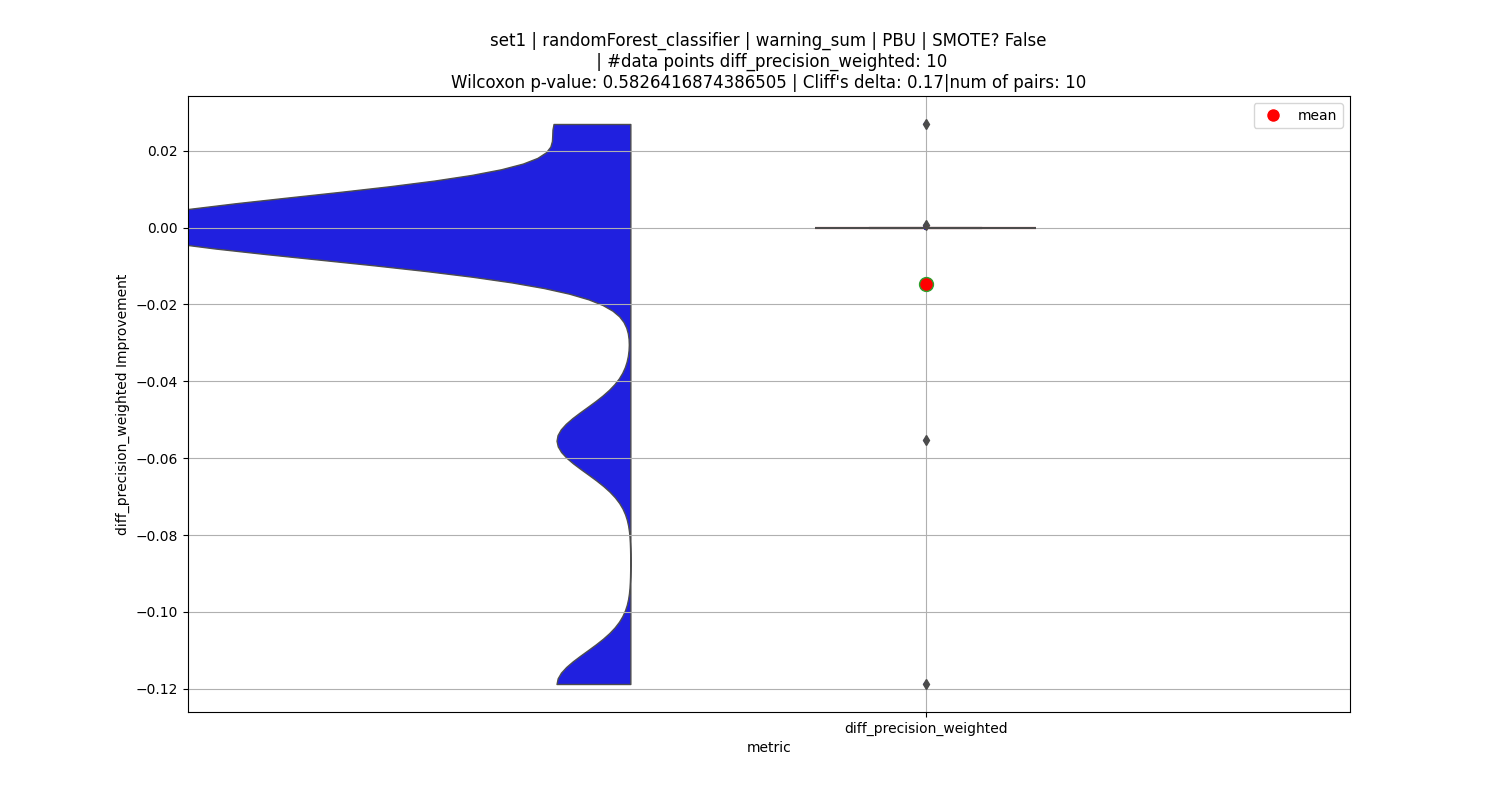 set1 | randomForest_classifier | warning_sum | PBU | SMOTE? False
| #data points diff_precision_weighted: 10
Wilcoxon p-value: 0.5826416874386505 | Cliff's delta: 0.17|num of pairs: 10
mean
0.02
0.00
−0.02
−0.04
−0.06
−0.08
−0.10
−0.12
diff_precision_weighted Improvement
diff_precision_weighted
metric